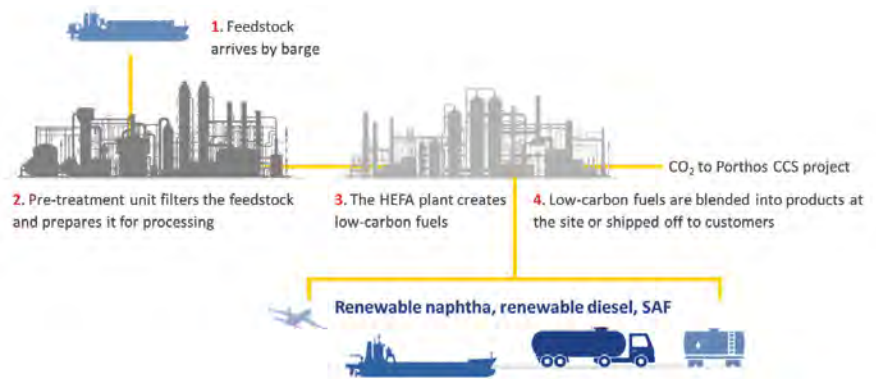 1. Feedstock
arrives by barge
CO₂ to Porthos CCS project
2. Pre-treatment unit filters the feedstock
and prepares it for processing
3. The HEFA plant creates
low-carbon fuels
4. Low-carbon fuels are blended into products at
the site or shipped off to customers
Renewable naphtha, renewable diesel, SAF